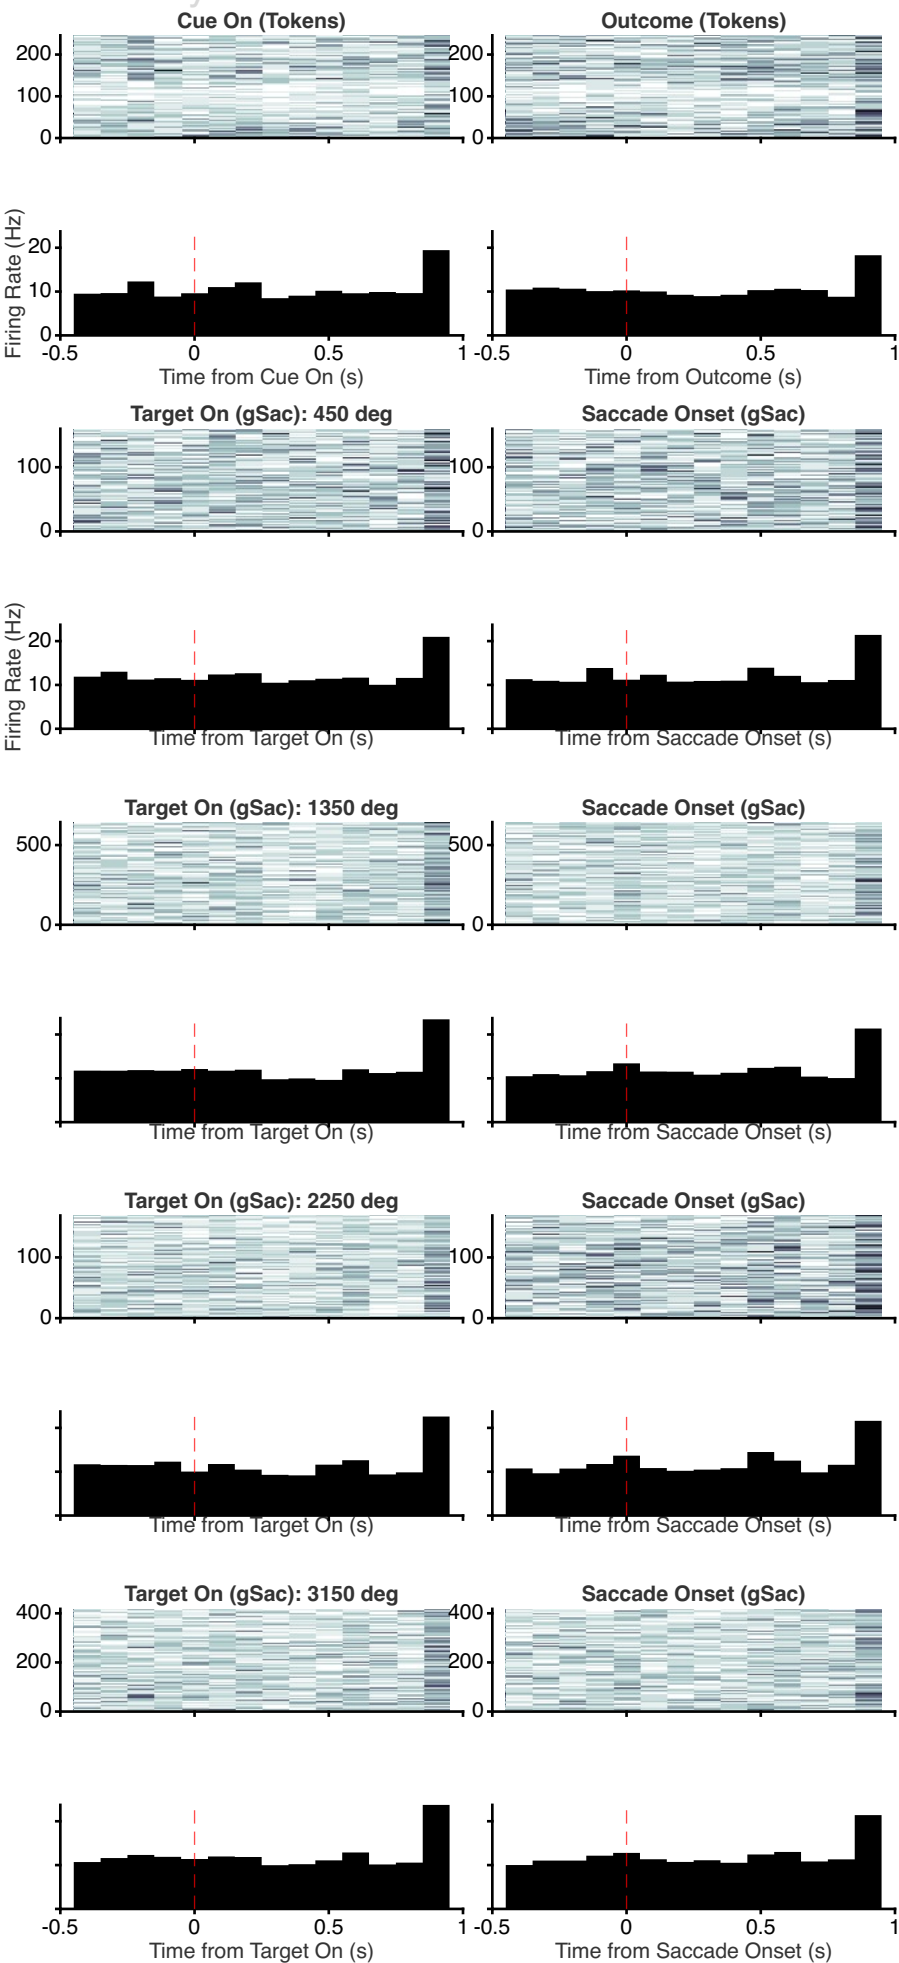 Cue On (Tokens) Outcome (Tokens)
200 200
100 100
0 0
Firing Rate (Hz)
20
10
0
-0.5 0 0.5 1 -0.5 0 0.5 1
Time from Cue On (s) Time from Outcome (s)
Target On (gSac): 450 deg Saccade Onset (gSac)
100 100
0 0
Firing Rate (Hz)
20
10
0
Time from Target On (s) Time from Saccade Onset (s)
Target On (gSac): 1350 deg Saccade Onset (gSac)
500 500
0 0
Time from Target On (s) Time from Saccade Onset (s)
Target On (gSac): 2250 deg Saccade Onset (gSac)
100 100
0 0
Time from Target On (s) Time from Saccade Onset (s)
Target On (gSac): 3150 deg Saccade Onset (gSac)
400 400
200 200
0 0
-0.5 0 0.5 1 -0.5 0 0.5 1
Time from Target On (s) Time from Saccade Onset (s)